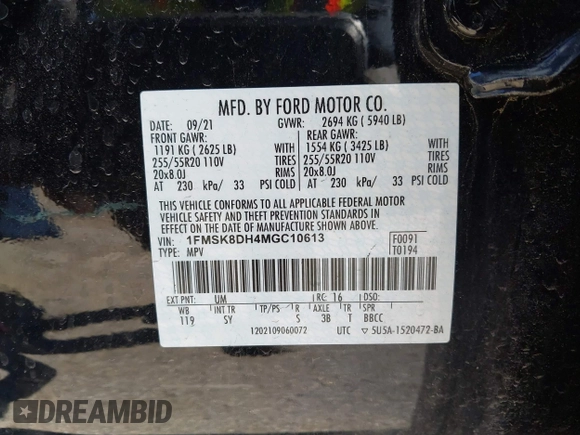 MFD. BY FORD MOTOR CO.
DATE: 09/21 GVWR: 2694 KG ( 5940 LB)
FRONT GAWR: REAR GAWR:
1191 KG ( 2625 LB) WITH 1554 KG ( 3425 LB) WITH
255/55R20 110V TIRES 255/55R20 110V TIRES
20x8.0J RIMS 20x8.0J RIMS
AT 230 kPa/ 33 PSI COLD AT 230 kPa/ 33 PSI COLD
THIS VEHICLE CONFORMS TO ALL APPLICABLE FEDERAL MOTOR
VEHICLE SAFETY AND THEFT PREVENTION STANDARDS IN
EFFECT ON THE DATE OF MANUFACTURE SHOWN ABOVE.
VIN: 1FMSK8DH4MGC10613 F0091
TYPE: MPV T0194
EXT PNT: UM RC: 16 DSO:
WB INT TR TP/PS R AXLE TR SPR
119 5Y S 3B T BBCC
1202109060072 UTC ▽ 5U5A-1520472-BA
DREAMBID